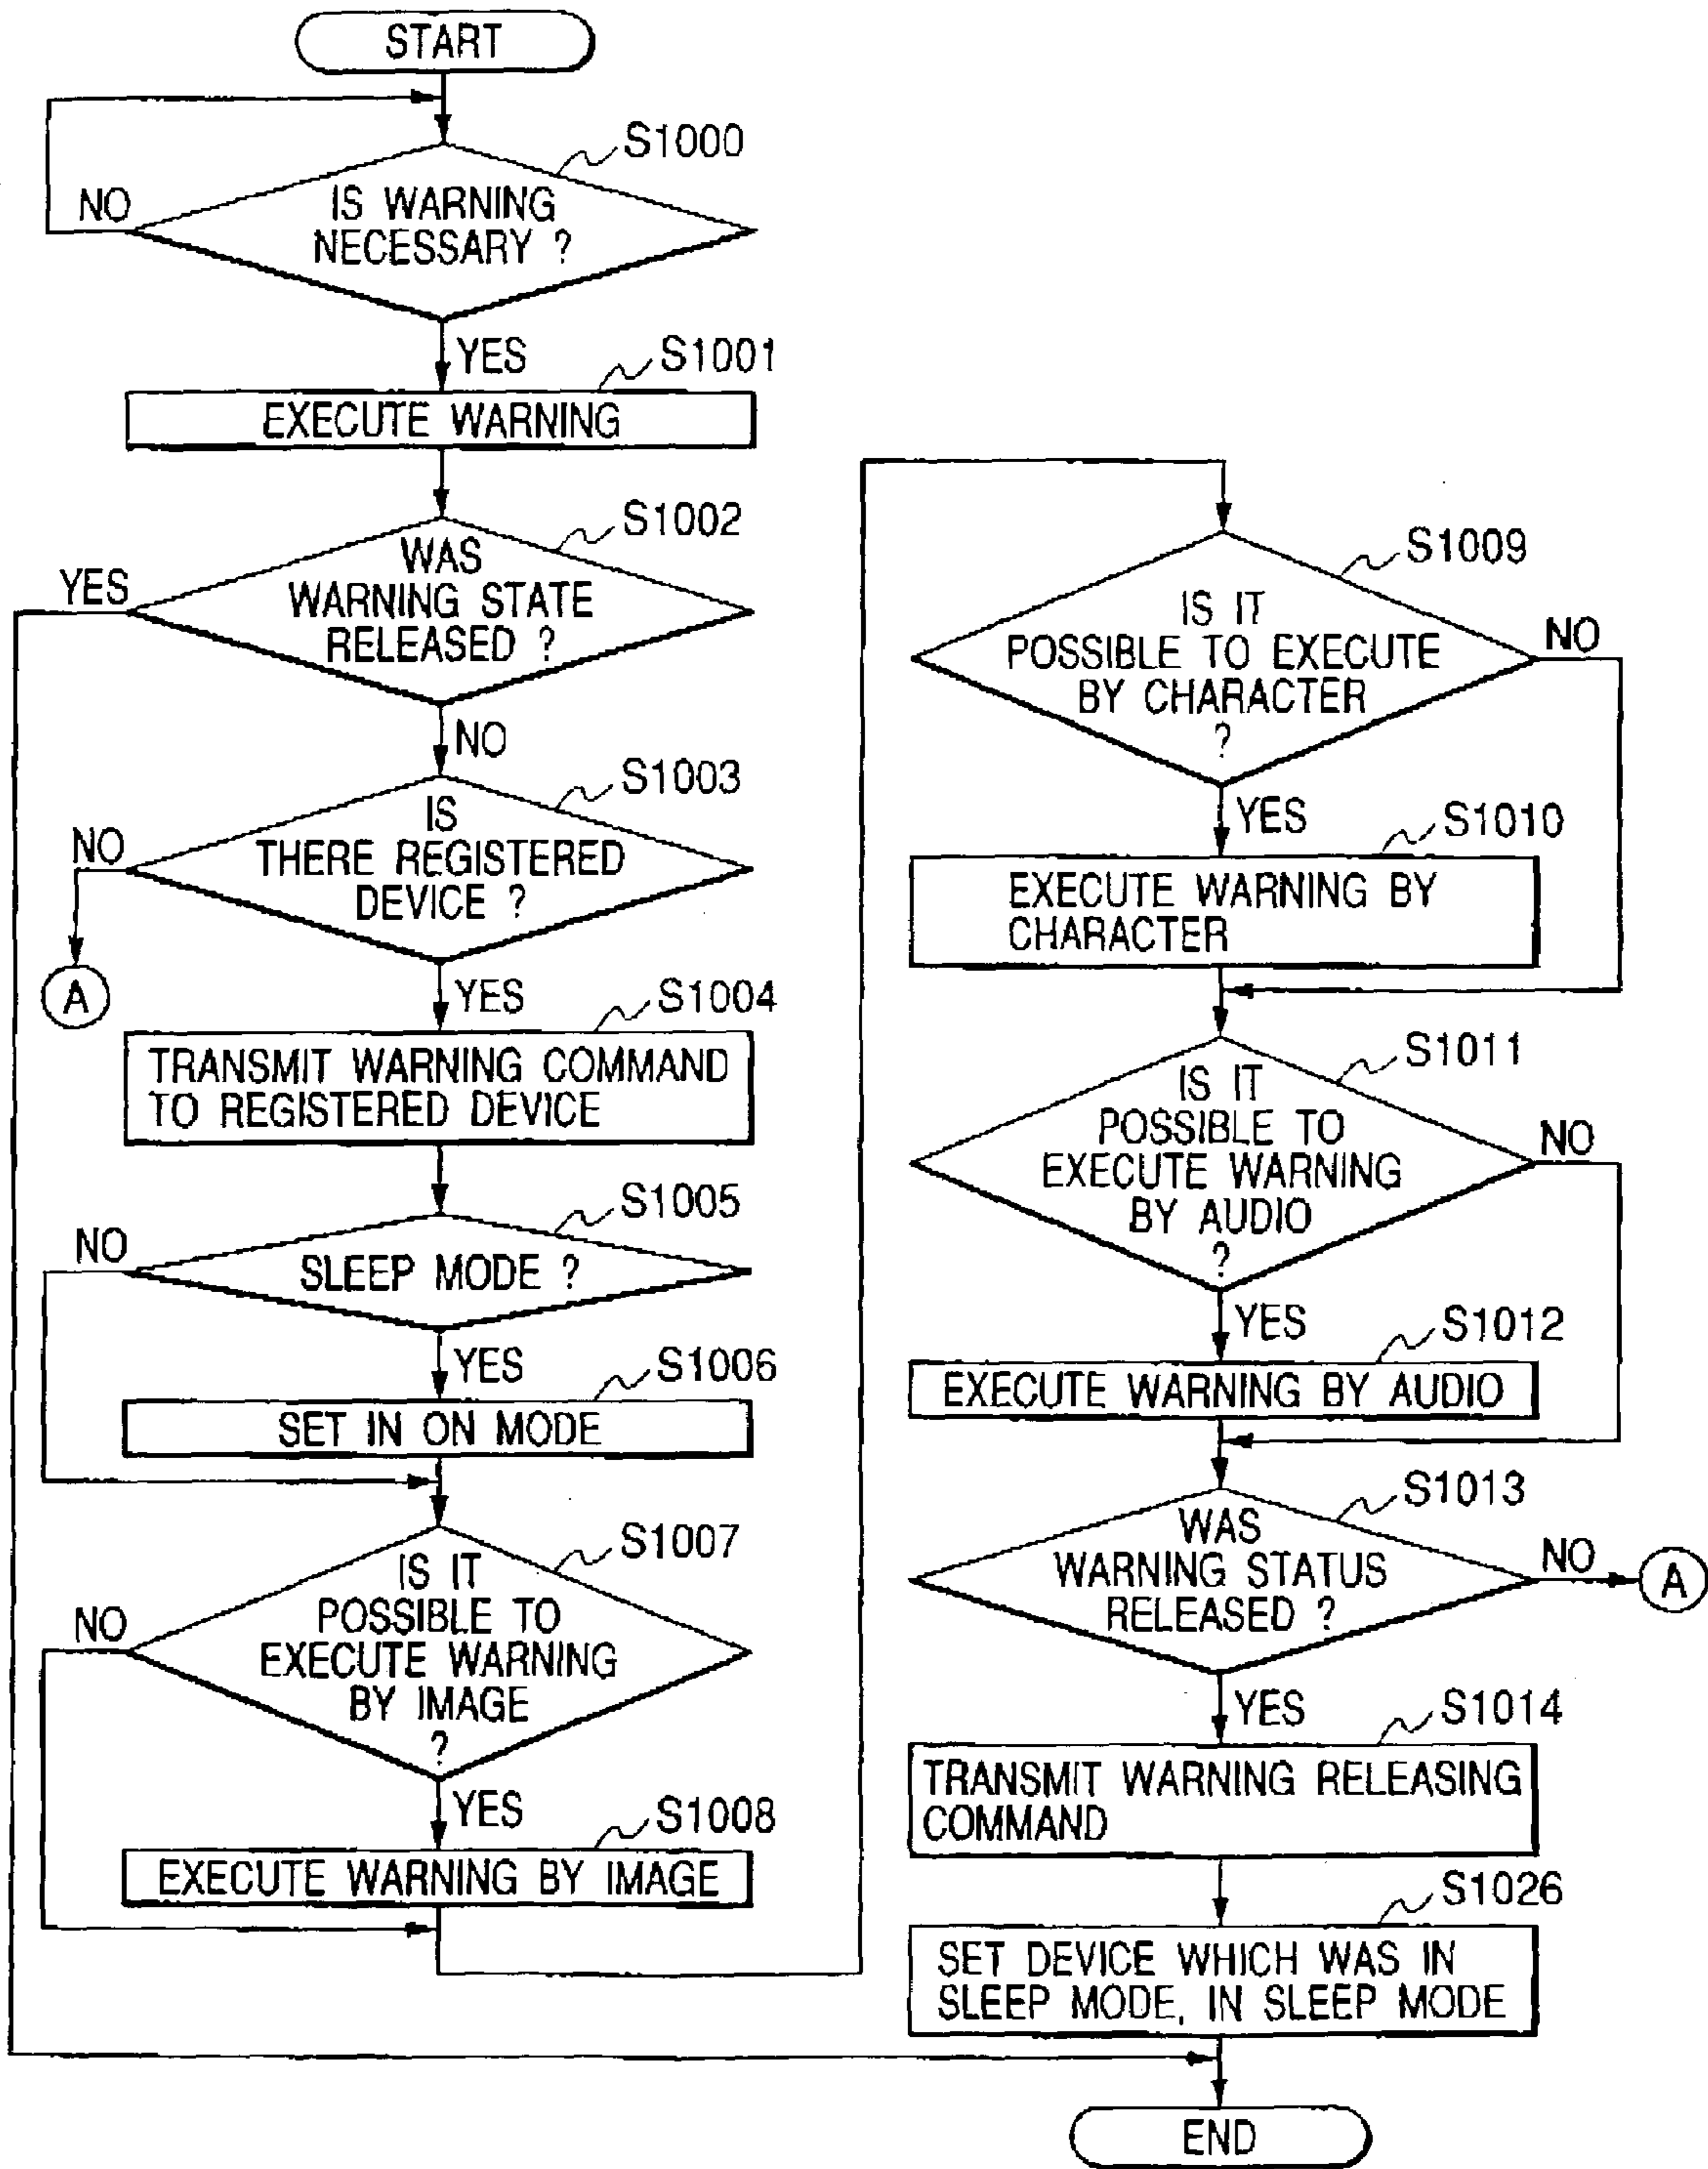 START
S1000
NO
IS WARNING
NECESSARY ?
YES
S1001
EXECUTE WARNING
S1002
YES
WAS
WARNING STATE
RELEASED ?
NO
S1003
NO
IS
THERE REGISTERED
DEVICE ?
A
YES
S1004
TRANSMIT WARNING COMMAND
TO REGISTERED DEVICE
S1005
NO
SLEEP MODE ?
YES
S1006
SET IN ON MODE
S1007
NO
IS IT
POSSIBLE TO
EXECUTE WARNING
BY IMAGE
?
YES
S1008
EXECUTE WARNING BY IMAGE
S1009
IS IT
POSSIBLE TO EXECUTE
BY CHARACTER
?
NO
YES
S1010
EXECUTE WARNING BY
CHARACTER
S1011
IS IT
POSSIBLE TO
EXECUTE WARNING
BY AUDIO
?
NO
YES
S1012
EXECUTE WARNING BY AUDIO
S1013
WAS
WARNING STATUS
RELEASED ?
NO
A
YES
S1014
TRANSMIT WARNING RELEASING
COMMAND
S1026
SET DEVICE WHICH WAS IN
SLEEP MODE, IN SLEEP MODE
END